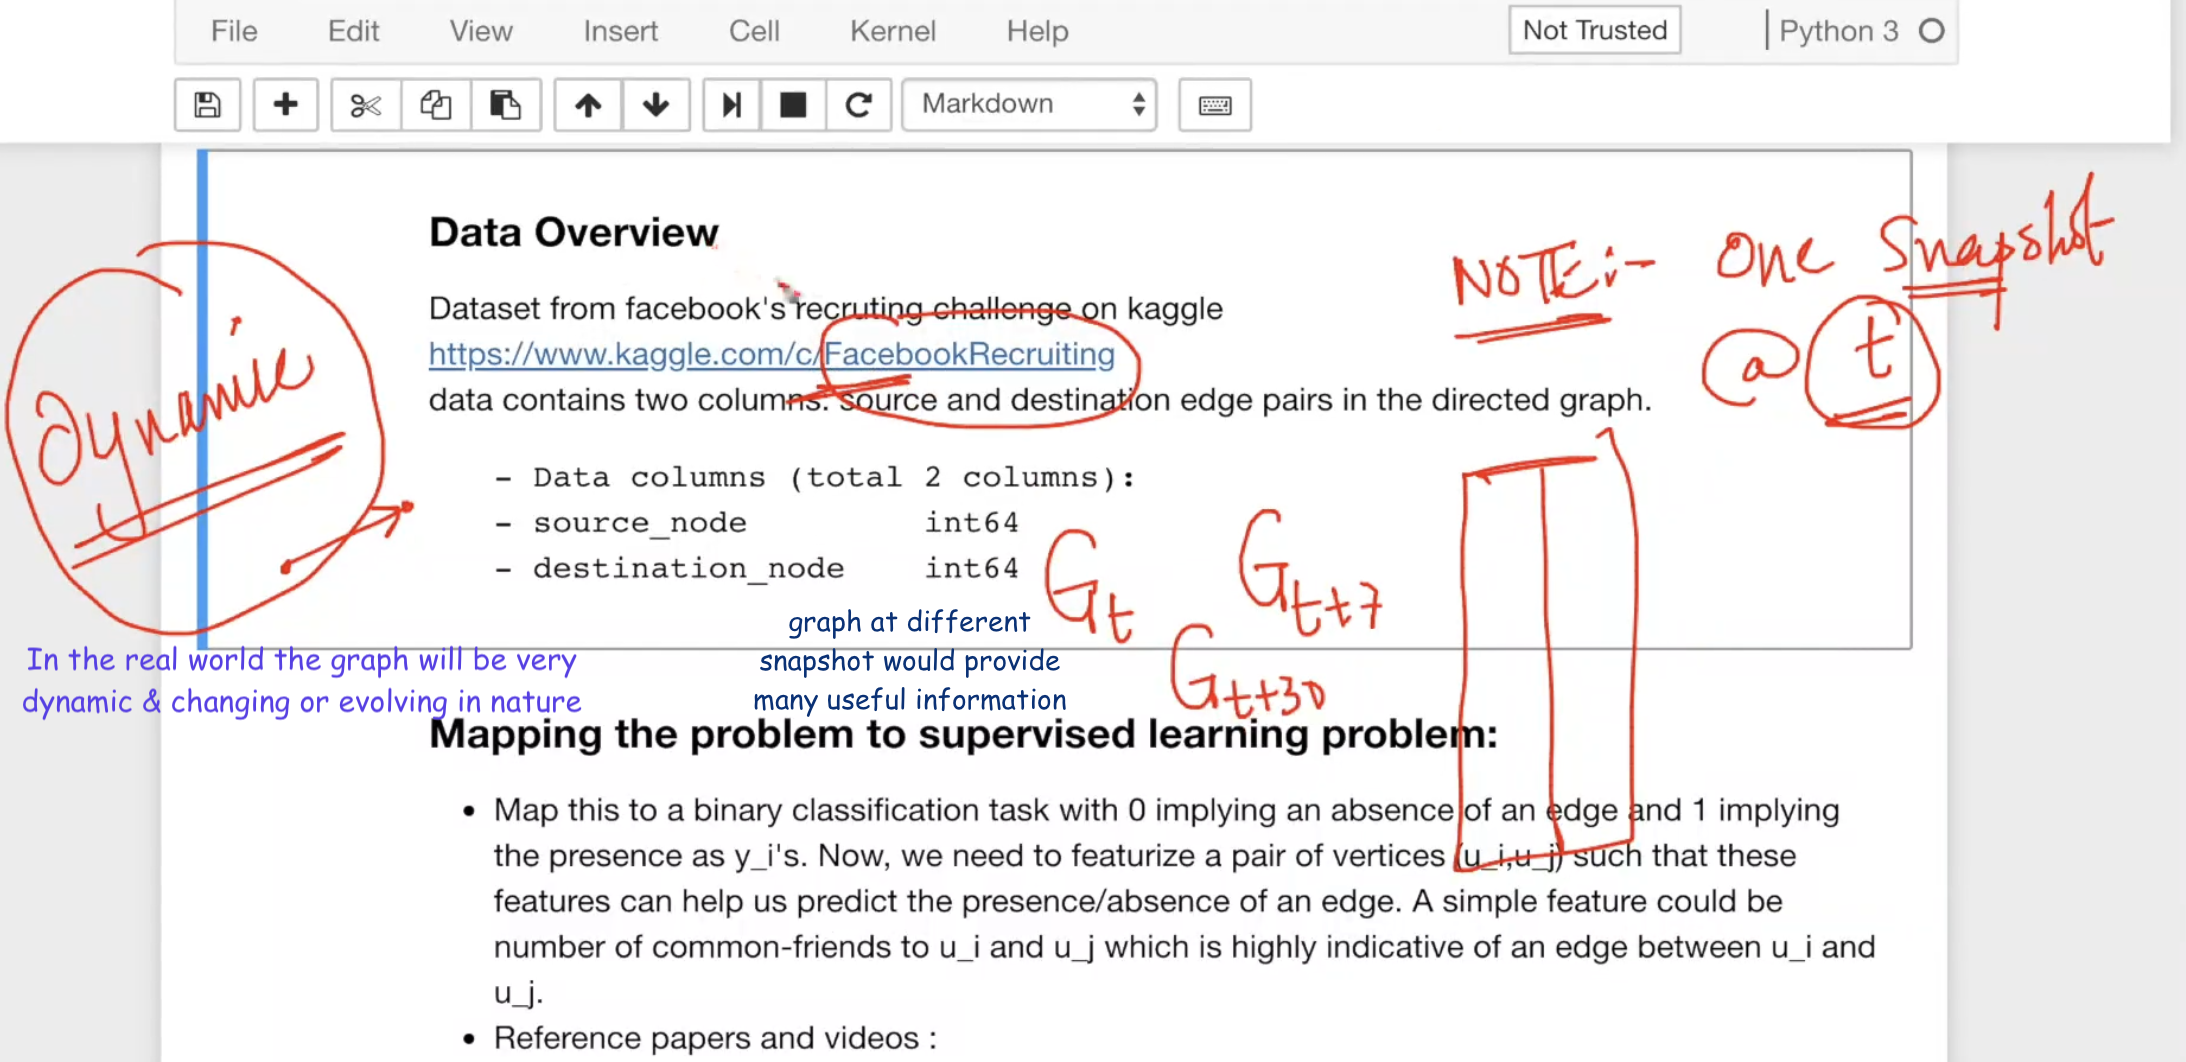 File Edit View Insert Cell Kernel Help Not Trusted Python 3
Markdown
Data Overview
Dataset from facebook's recruting challenge on kaggle
https://www.kaggle.com/c/FacebookRecruiting
data contains two columns: source and destination edge pairs in the directed graph.
- Data columns (total 2 columns):
- source_node int64
- destination_node int64
NOTE:- One Snapshot
@ t
Dynamic
G t
G t+7
G t+30
graph at different
snapshot would provide
many useful information
In the real world the graph will be very
dynamic & changing or evolving in nature
Mapping the problem to supervised learning problem:
• Map this to a binary classification task with 0 implying an absence of an edge and 1 implying
the presence as y_i's. Now, we need to featurize a pair of vertices (u_i,u_j) such that these
features can help us predict the presence/absence of an edge. A simple feature could be
number of common-friends to u_i and u_j which is highly indicative of an edge between u_i and
u_j.
• Reference papers and videos :